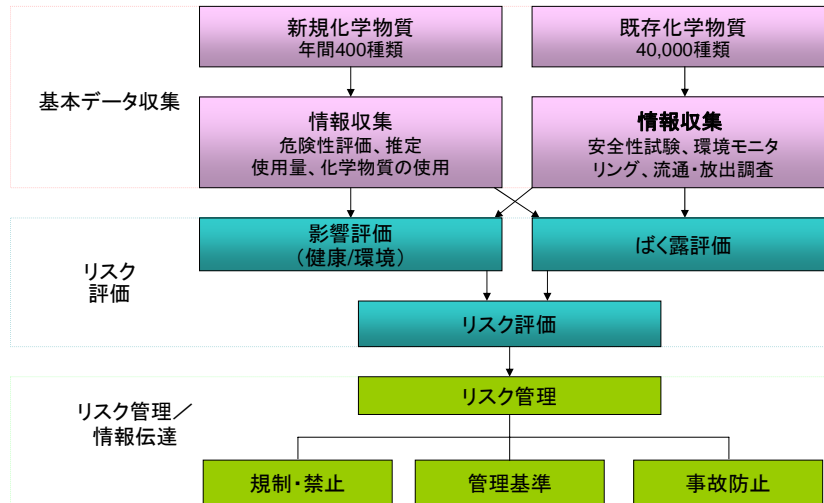 新規化学物質
年間400種類
既存化学物質
40,000種類
基本データ収集
情報収集
危険性評価、推定
使用量、化学物質の使用
情報収集
安全性試験、環境モニタ
リング、流通・放出調査
リスク
評価
影響評価
(健康/環境)
ばく露評価
リスク評価
リスク管理／
情報伝達
リスク管理
規制・禁止
管理基準
事故防止